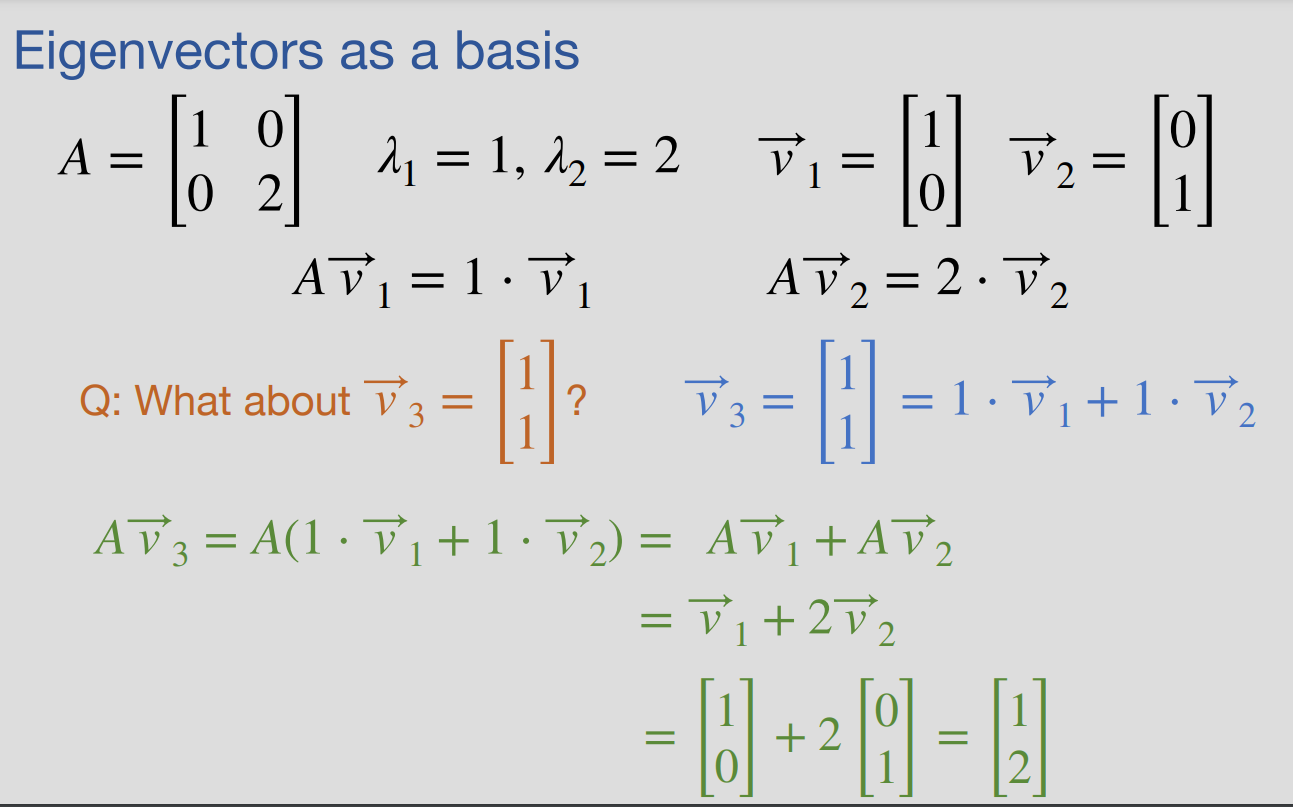 Eigenvectors as a basis
A = [1 0; 0 2] λ₁ = 1, λ₂ = 2 v⃗₁ = [1; 0] v⃗₂ = [0; 1]
Av⃗₁ = 1 · v⃗₁ Av⃗₂ = 2 · v⃗₂
Q: What about v⃗₃ = [1; 1]? v⃗₃ = [1; 1] = 1 · v⃗₁ + 1 · v⃗₂
Av⃗₃ = A(1 · v⃗₁ + 1 · v⃗₂) = Av⃗₁ + Av⃗₂
= v⃗₁ + 2v⃗₂
= [1; 0] + 2[0; 1] = [1; 2]